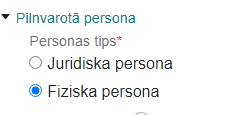 Pilnvarotā persona
Personas tips*
Juridiska persona
Fiziska persona